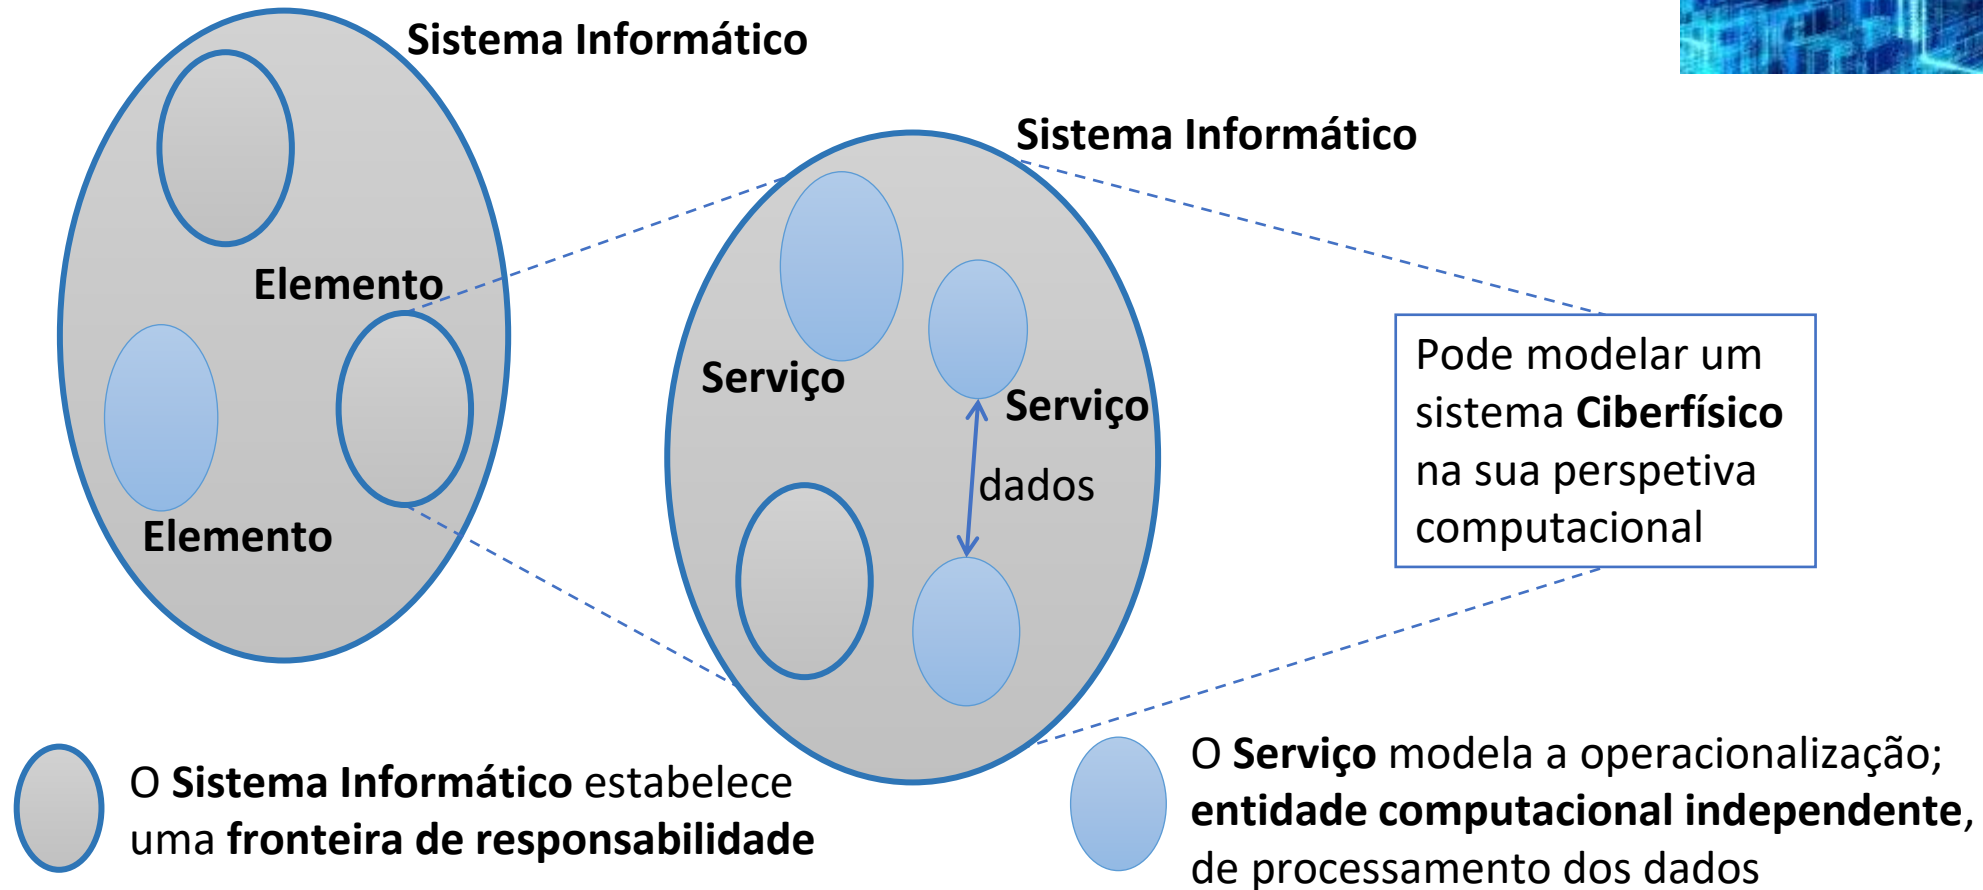 Sistema Informático
Sistema Informático
Elemento
Elemento
Serviço
Serviço
dados
Pode modelar um
sistema Ciberfísico
na sua perspetiva
computacional
O Sistema Informático estabelece
uma fronteira de responsabilidade
O Serviço modela a operacionalização;
entidade computacional independente,
de processamento dos dados